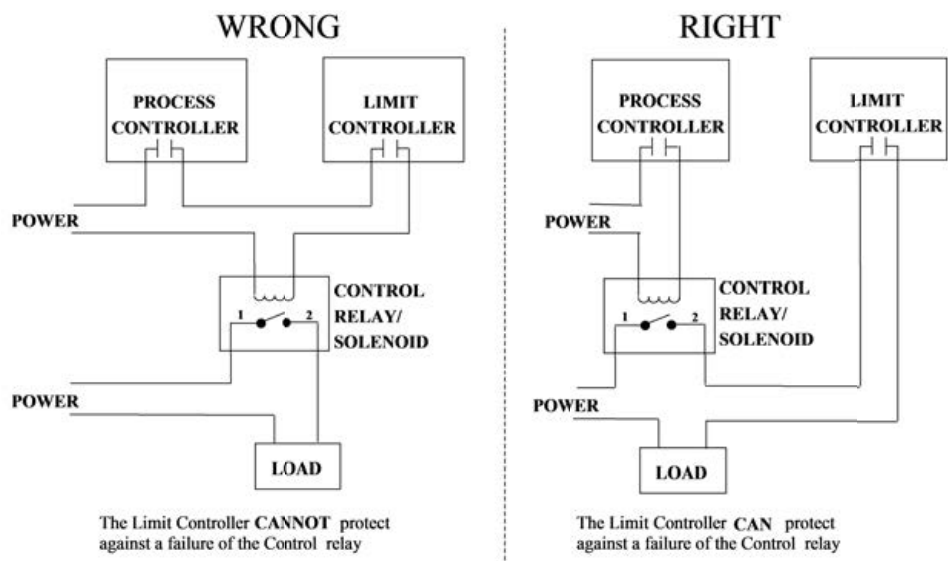 WRONG
PROCESS
CONTROLLER
LIMIT
CONTROLLER
POWER
CONTROL
RELAY/
SOLENOID
1
2
POWER
LOAD
The Limit Controller CANNOT protect
against a failure of the Control relay
RIGHT
PROCESS
CONTROLLER
LIMIT
CONTROLLER
POWER
CONTROL
RELAY/
SOLENOID
1
2
POWER
LOAD
The Limit Controller CAN protect
against a failure of the Control relay